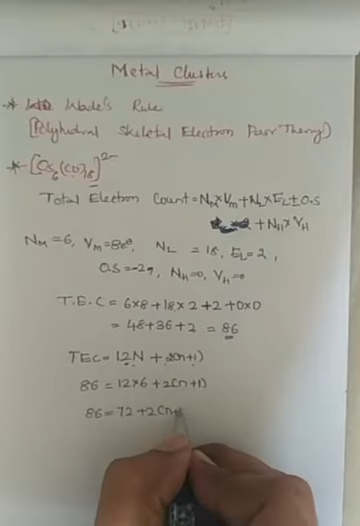 Metal Clusters
* Wade's Rule
(Polyhedral Skeletal Electron Pair Theory)
* [Os6(CO)18]2-
Total Electron Count = NM×VM + NL×EL ± O.S
+ NH×VH
NM=6, VM=8e⊖, NL = 18, EL=2,
O.S=-2, NH=0, VH=0
T.E.C = 6×8+18×2+2+0×0
= 48+36+2 = 86
TEC = 12N + 2(n+1)
86 = 12×6 + 2(n+1)
86 = 72 + 2(n+